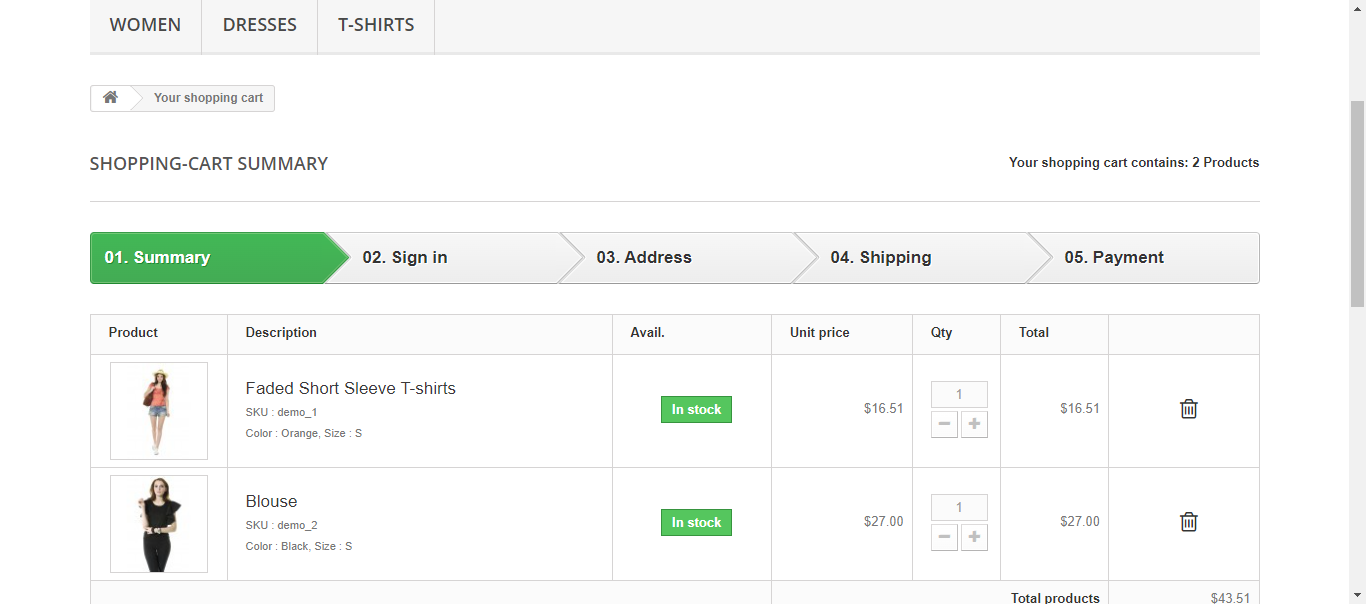 WOMEN DRESSES T-SHIRTS
Your shopping cart
SHOPPING-CART SUMMARY Your shopping cart contains: 2 Products
01. Summary 02. Sign in 03. Address 04. Shipping 05. Payment
Product Description Avail. Unit price Qty Total
Faded Short Sleeve T-shirts
SKU : demo_1
Color : Orange, Size : S
In stock $16.51 1 $16.51
Blouse
SKU : demo_2
Color : Black, Size : S
In stock $27.00 1 $27.00
Total products $43.51